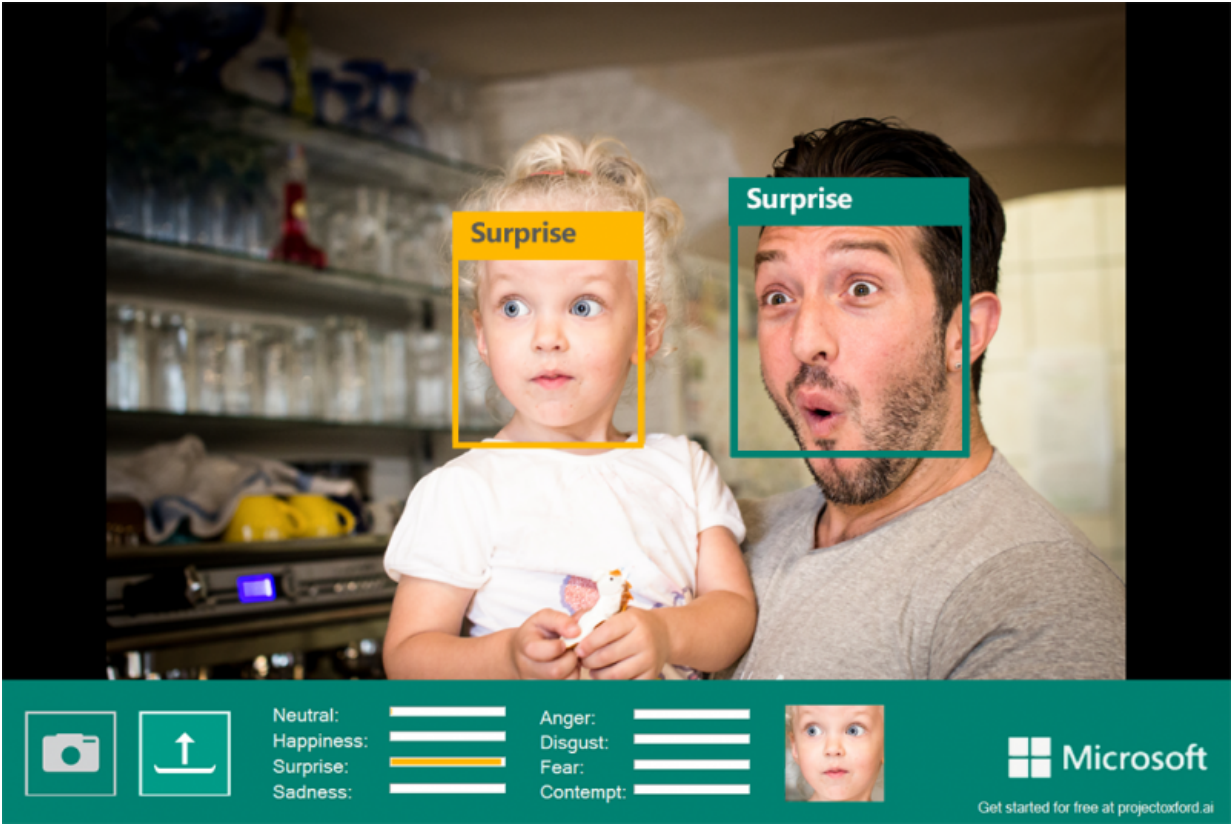 Surprise
Surprise
Neutral:
Happiness:
Surprise:
Sadness:
Anger:
Disgust:
Fear:
Contempt:
Microsoft
Get started for free at projectoxford.ai